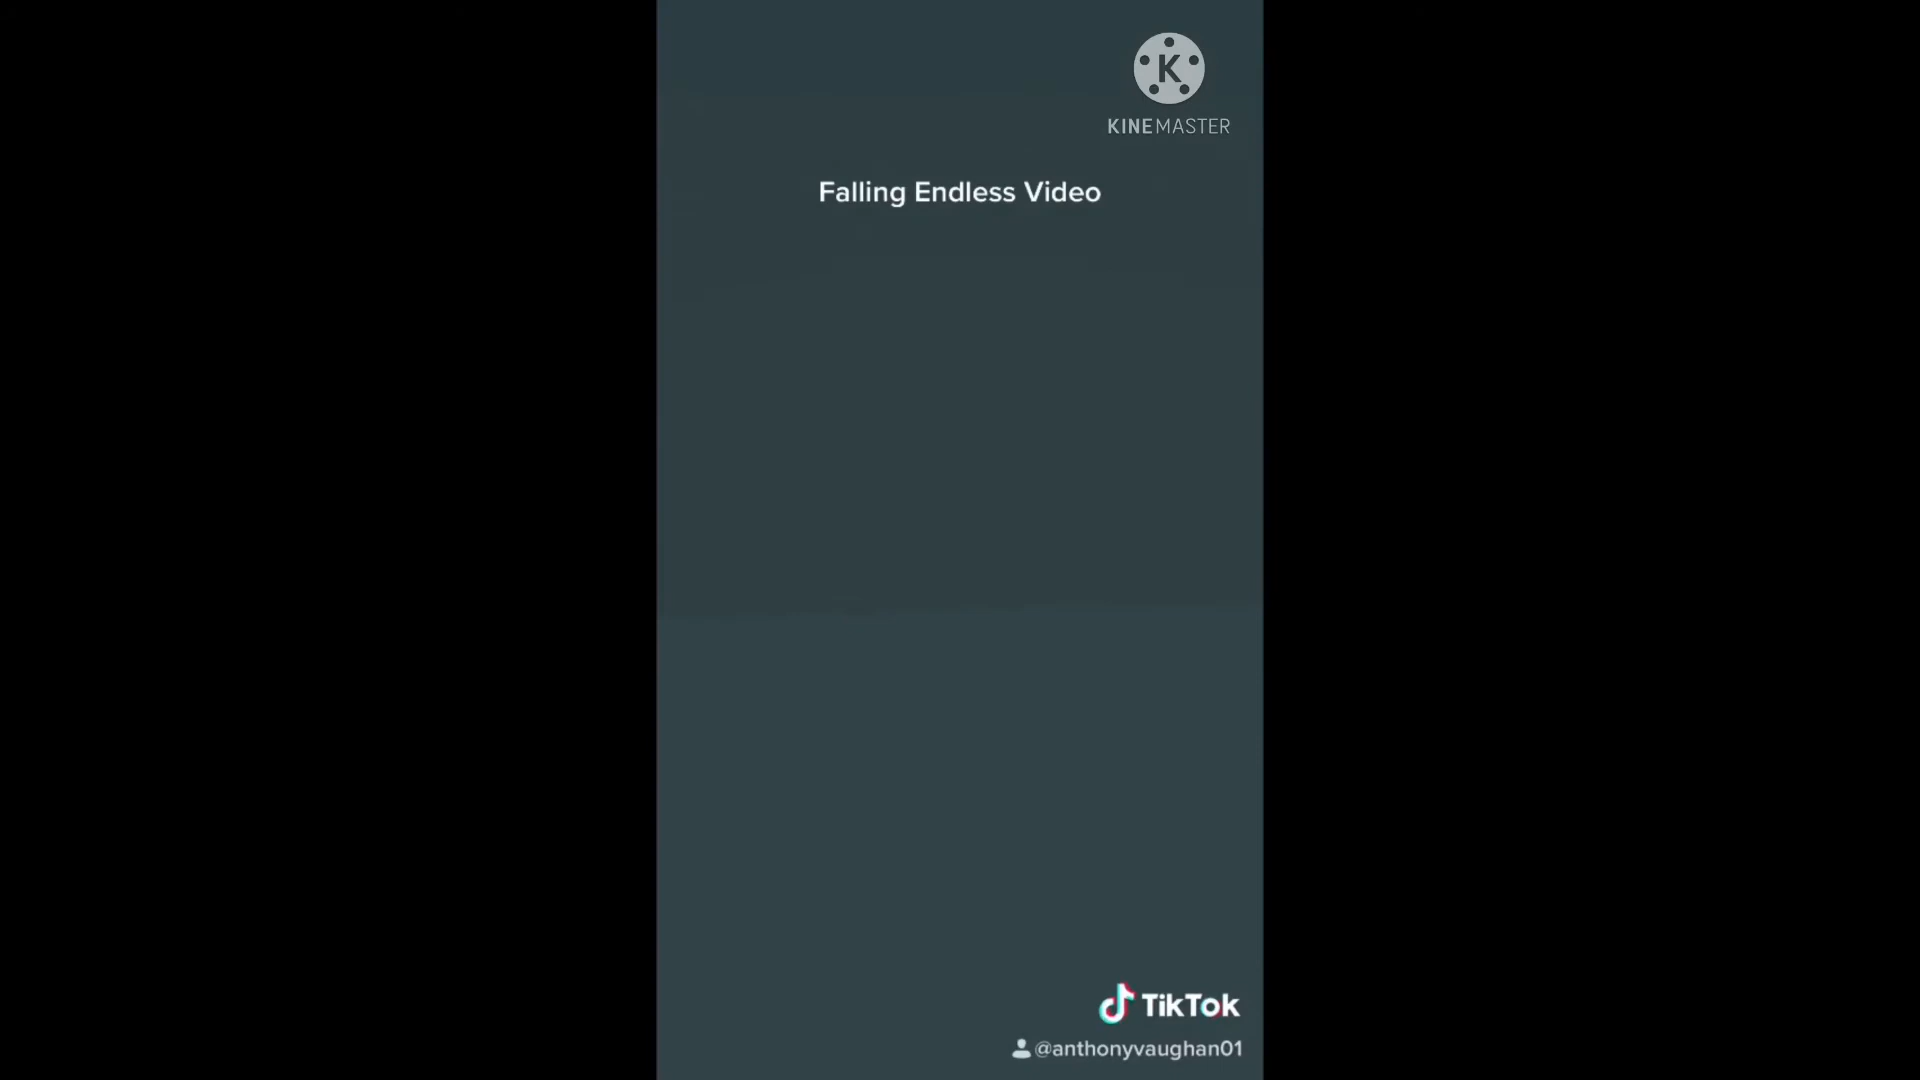 K
KINEMASTER
Falling Endless Video
TikTok
@anthonyvaughan01